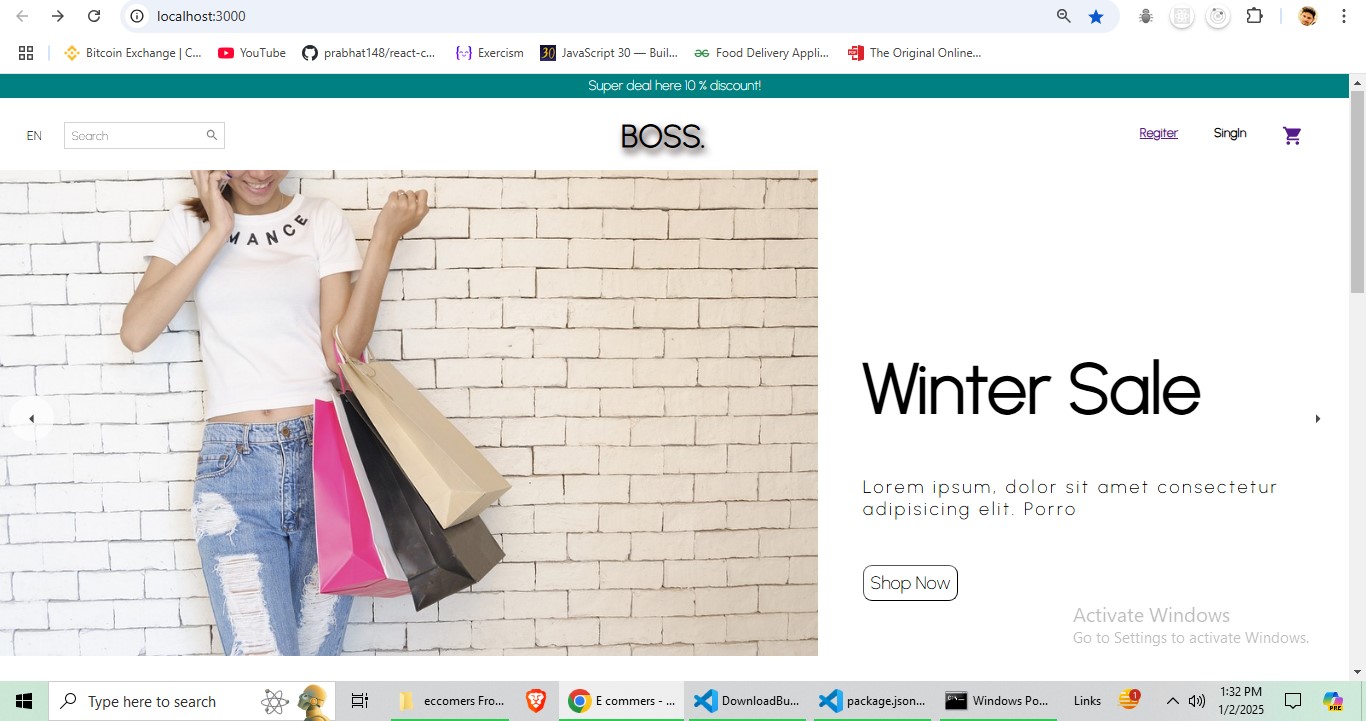 localhost:3000
Bitcoin Exchange | C...
YouTube
prabhat148/react-c...
Exercism
30
JavaScript 30 — Buil...
Food Delivery Appli...
The Original Online...
Super deal here 10 % discount!
EN
Search
BOSS.
Regiter
SingIn
MANCE
Winter Sale
Lorem ipsum, dolor sit amet consectetur
adipisicing elit. Porro
Shop Now
Activate Windows
Go to Settings to activate Windows.
Type here to search
eccomers Fro...
E commers - ...
DownloadBu...
package.json...
Windows Po...
Links
1
1:32 PM
1/2/2025
PRE